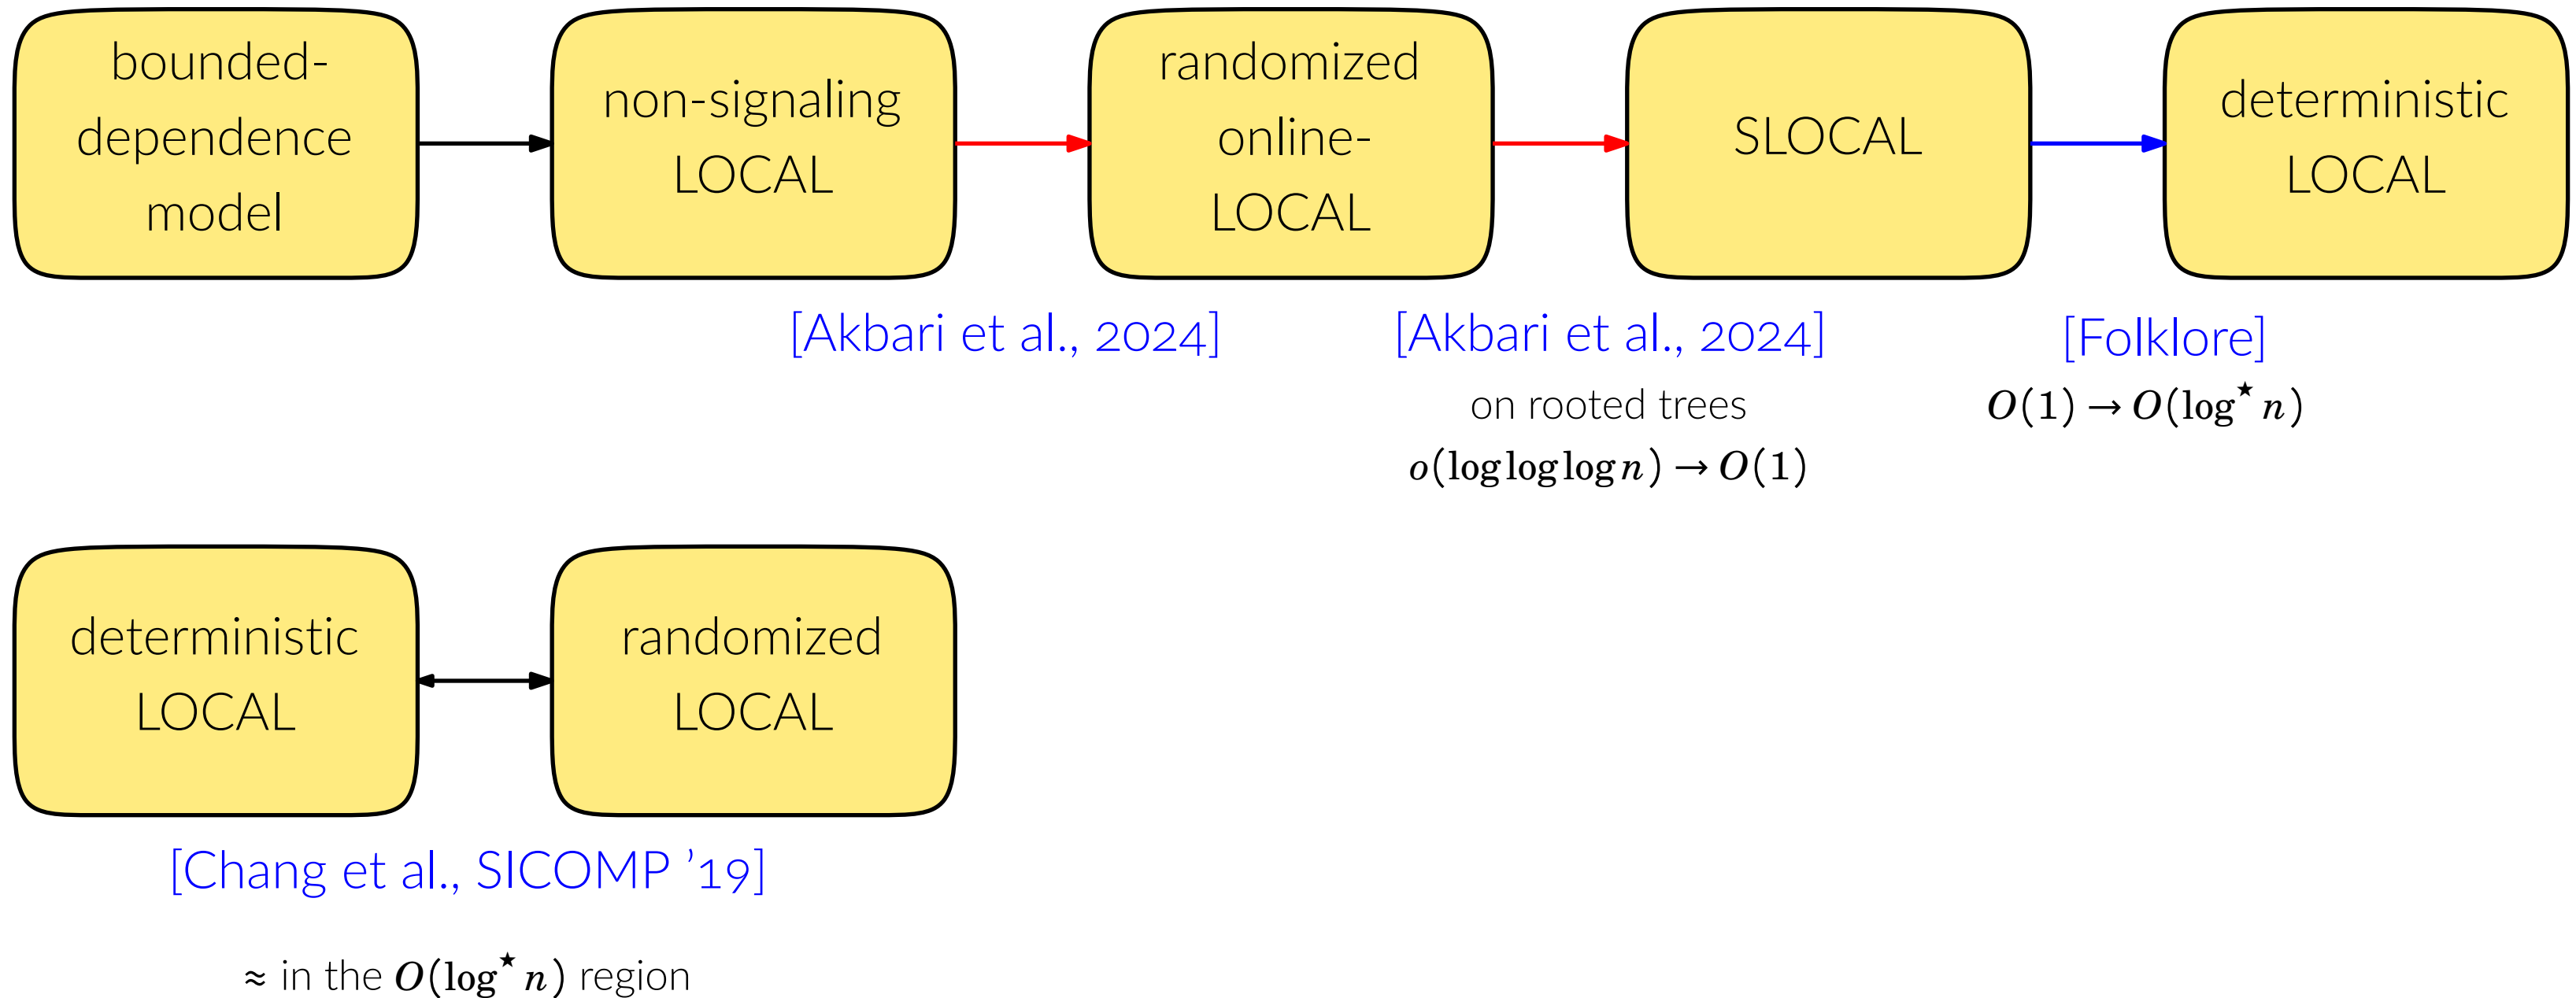 bounded-
dependence
model
non-signaling
LOCAL
randomized
online-
LOCAL
SLOCAL
deterministic
LOCAL
[Akbari et al., 2024]
[Akbari et al., 2024]
on rooted trees
o(log log log n) → O(1)
[Folklore]
O(1) → O(log* n)
deterministic
LOCAL
randomized
LOCAL
[Chang et al., SICOMP ’19]
≈ in the O(log* n) region